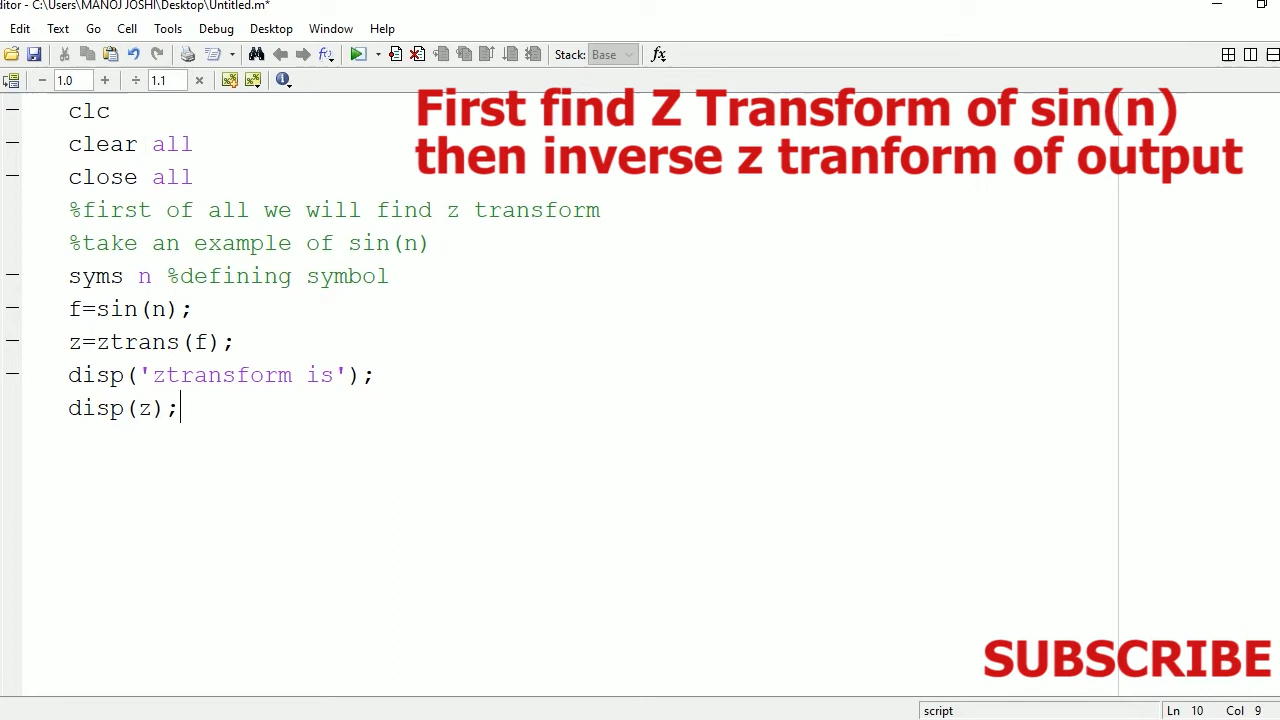 ditor - C:\Users\MANOJ JOSHI\Desktop\Untitled.m*
Edit Text Go Cell Tools Debug Desktop Window Help
Stack: Base fx
− 1.0 + ÷ 1.1 ×
First find Z Transform of sin(n)
then inverse z tranform of output
clc
clear all
close all
%first of all we will find z transform
%take an example of sin(n)
syms n %defining symbol
f=sin(n);
z=ztrans(f);
disp('ztransform is');
disp(z);
SUBSCRIBE
script Ln 10 Col 9